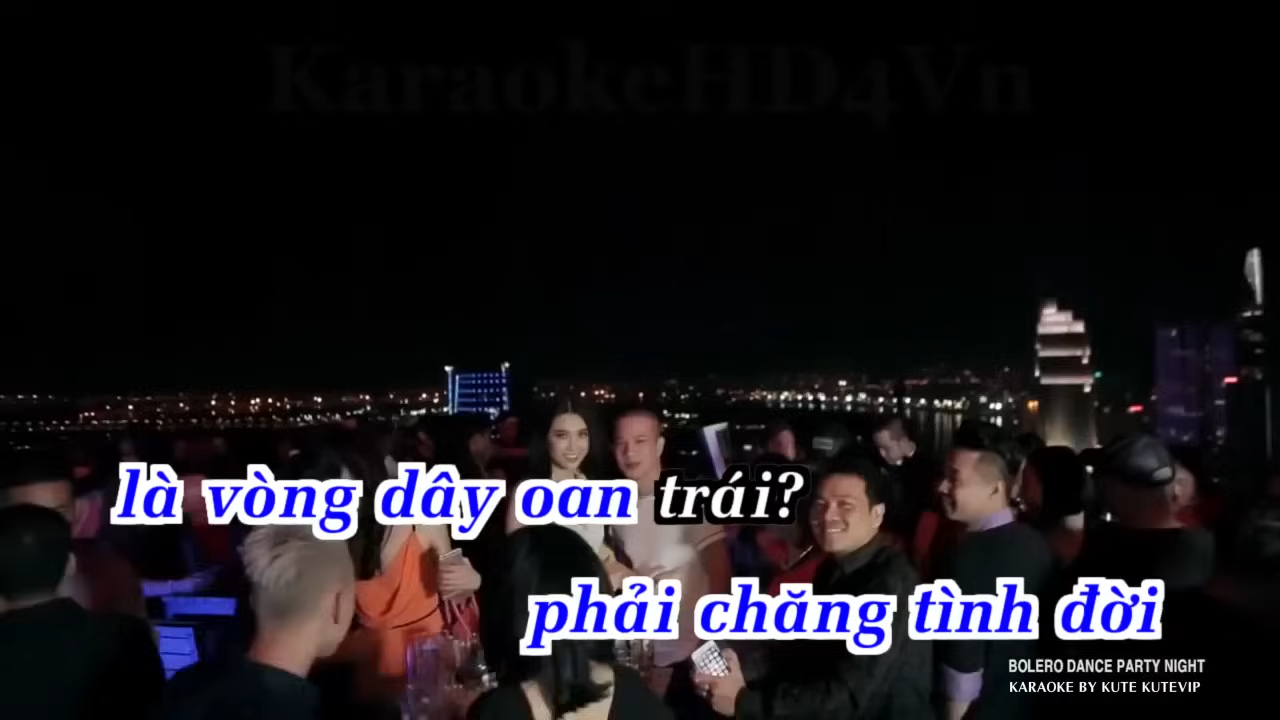 KaraokeHD4Vn
là vòng dây oan trái?
phải chăng tình đời
BOLERO DANCE PARTY NIGHT
KARAOKE BY KUTE KUTEVIP